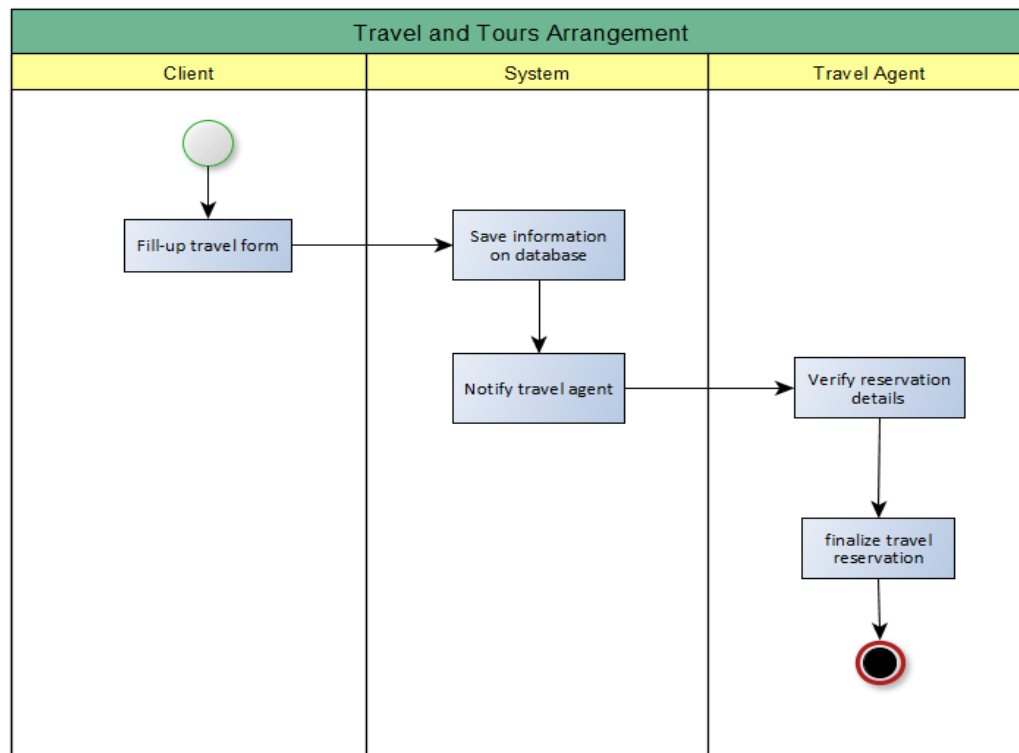 Travel and Tours Arrangement
Client
System
Travel Agent
Fill-up travel form
Save information
on database
Notify travel agent
Verify reservation
details
finalize travel
reservation